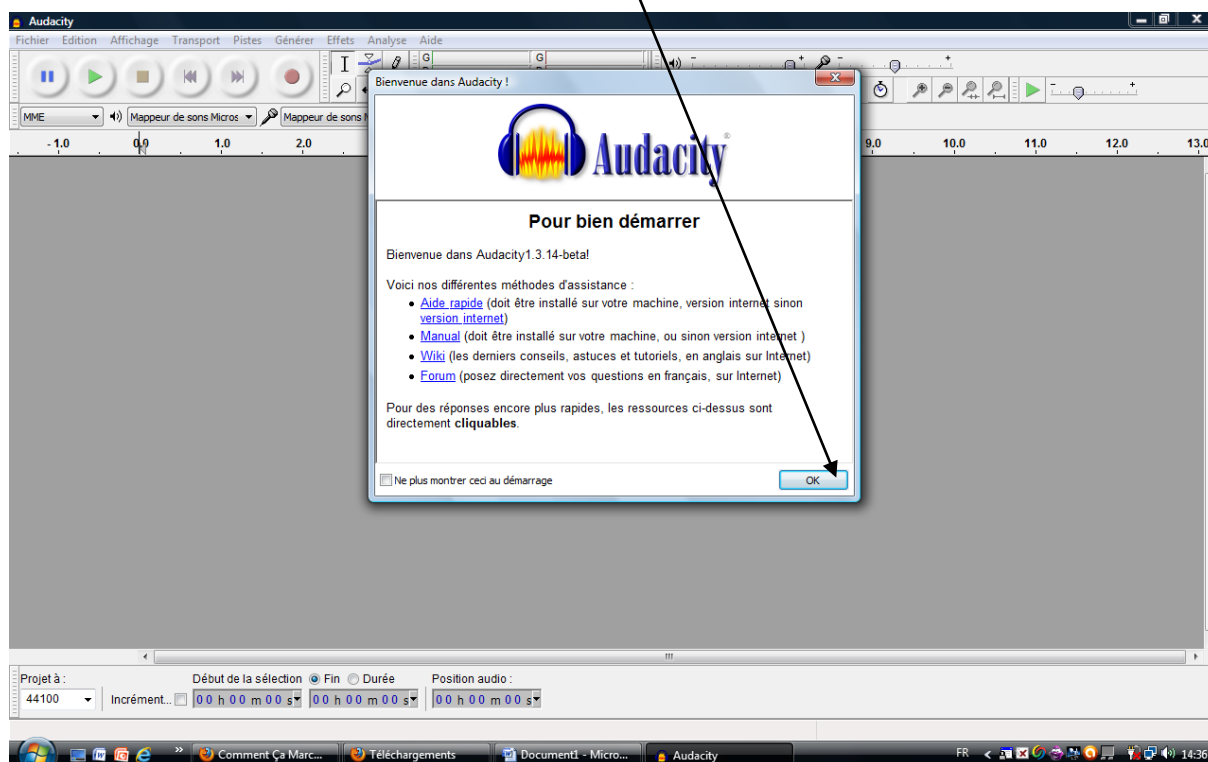 Audacity
Fichier Edition Affichage Transport Pistes Générer Effets Analyse Aide
G G
Bienvenue dans Audacity !
MME Mappeur de sons Micros Mappeur de sons
- 1.0 0.0 1.0 2.0 9.0 10.0 11.0 12.0 13.0
Audacity®
Pour bien démarrer
Bienvenue dans Audacity1.3.14-beta!
Voici nos différentes méthodes d'assistance :
• Aide rapide (doit être installé sur votre machine, version internet sinon
version internet)
• Manual (doit être installé sur votre machine, ou sinon version internet )
• Wiki (les derniers conseils, astuces et tutoriels, en anglais sur Internet)
• Forum (posez directement vos questions en français, sur Internet)
Pour des réponses encore plus rapides, les ressources ci-dessus sont
directement cliquables.
Ne plus montrer ceci au démarrage OK
Projet à : Début de la sélection Fin Durée Position audio :
44100 Incrément... 00 h 00 m 00 s 00 h 00 m 00 s 00 h 00 m 00 s
Comment Ça Marc... Téléchargements Document1 - Micro... Audacity FR 14:36